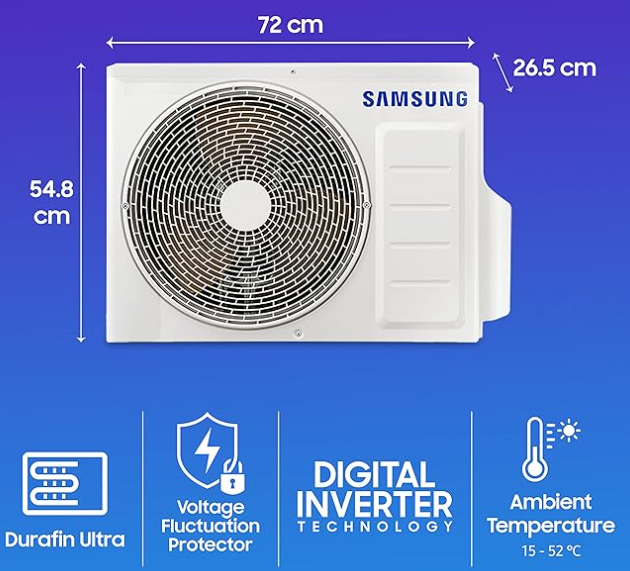 72 cm
26.5 cm
SAMSUNG
54.8
cm
Durafin Ultra
Voltage
Fluctuation
Protector
DIGITAL
INVERTER
TECHNOLOGY
Ambient
Temperature
15 - 52 ºC